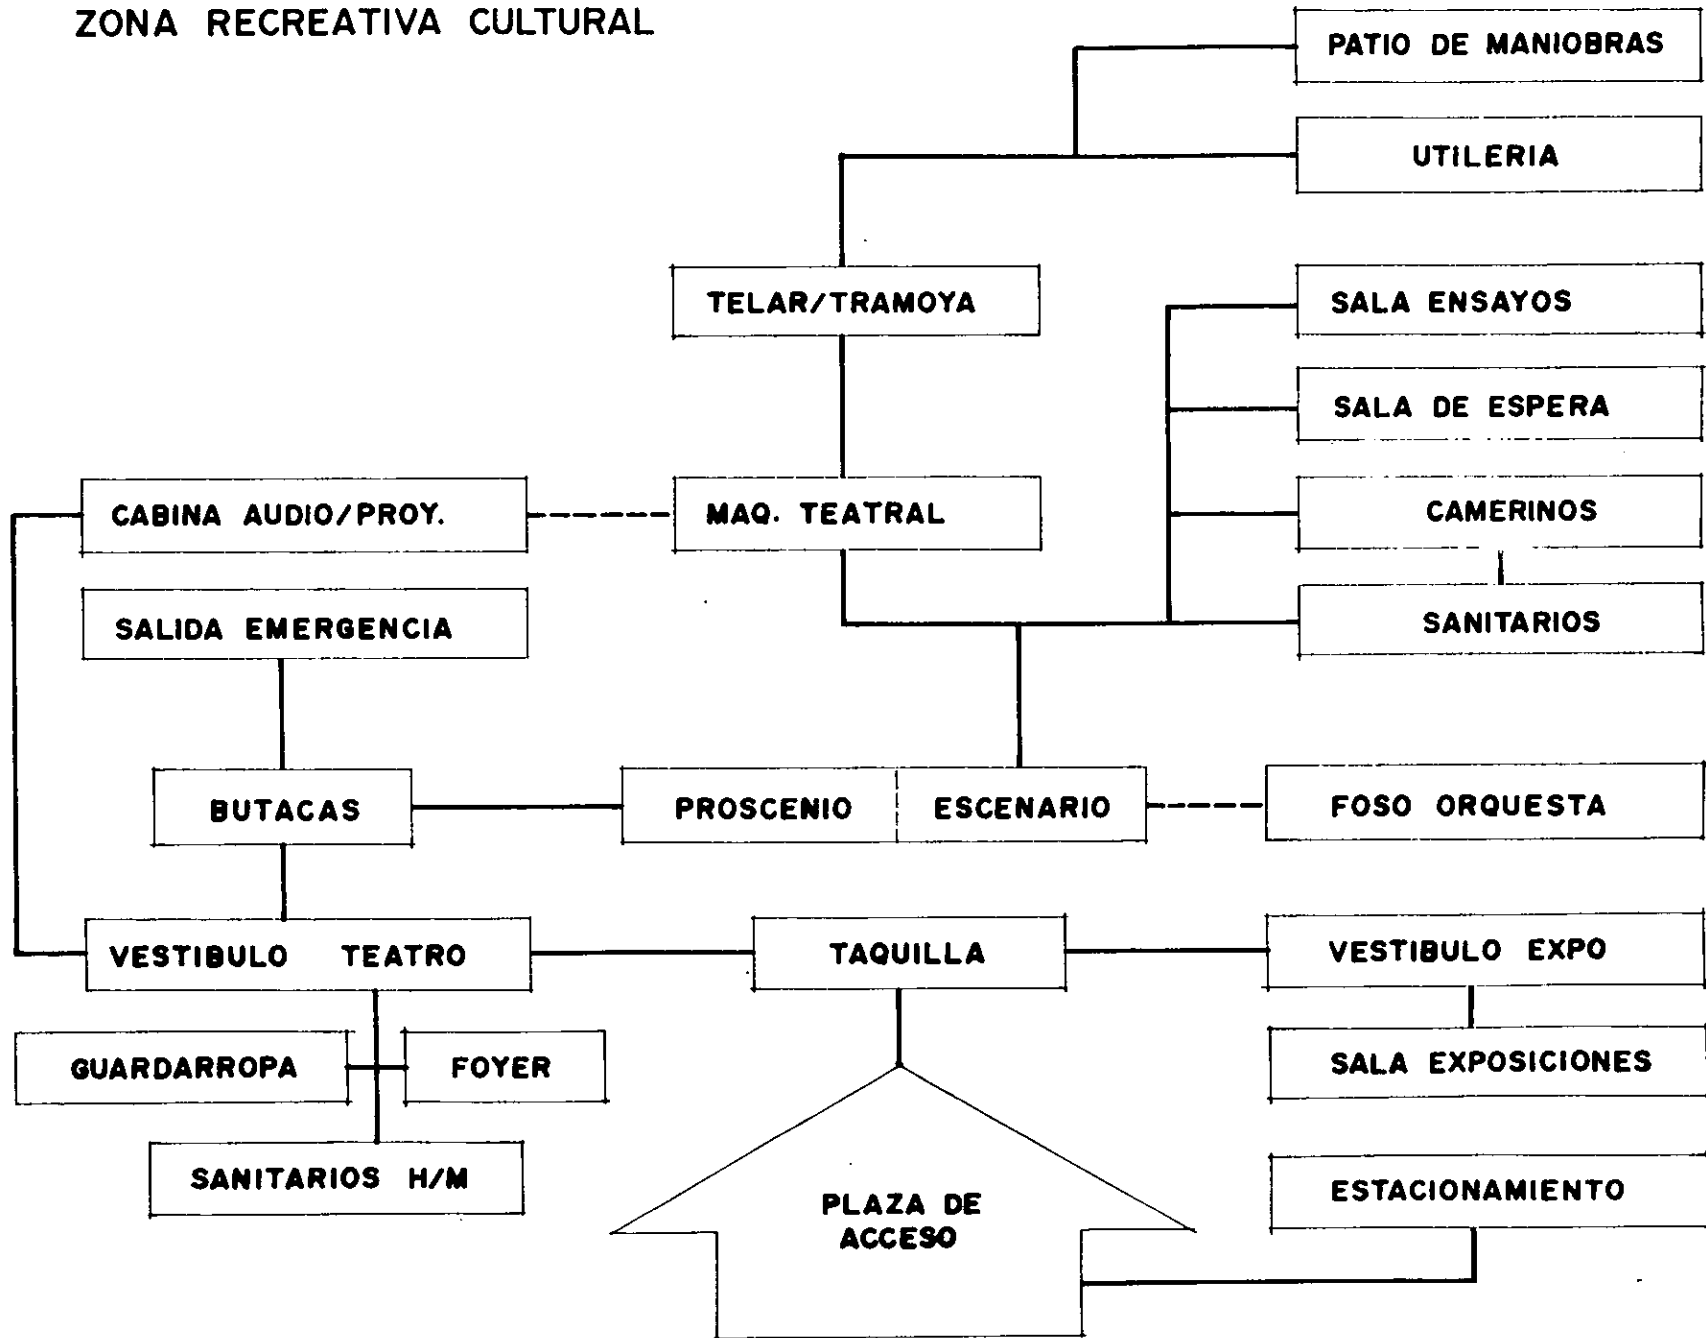 ZONA RECREATIVA CULTURAL
PATIO DE MANIOBRAS
UTILERIA
TELAR/TRAMOYA
SALA ENSAYOS
SALA DE ESPERA
CABINA AUDIO/PROY.
MAQ. TEATRAL
CAMERINOS
SALIDA EMERGENCIA
SANITARIOS
BUTACAS
PROSCENIO
ESCENARIO
FOSO ORQUESTA
VESTIBULO TEATRO
TAQUILLA
VESTIBULO EXPO
GUARDARROPA
FOYER
SALA EXPOSICIONES
SANITARIOS H/M
PLAZA DE
ACCESO
ESTACIONAMIENTO